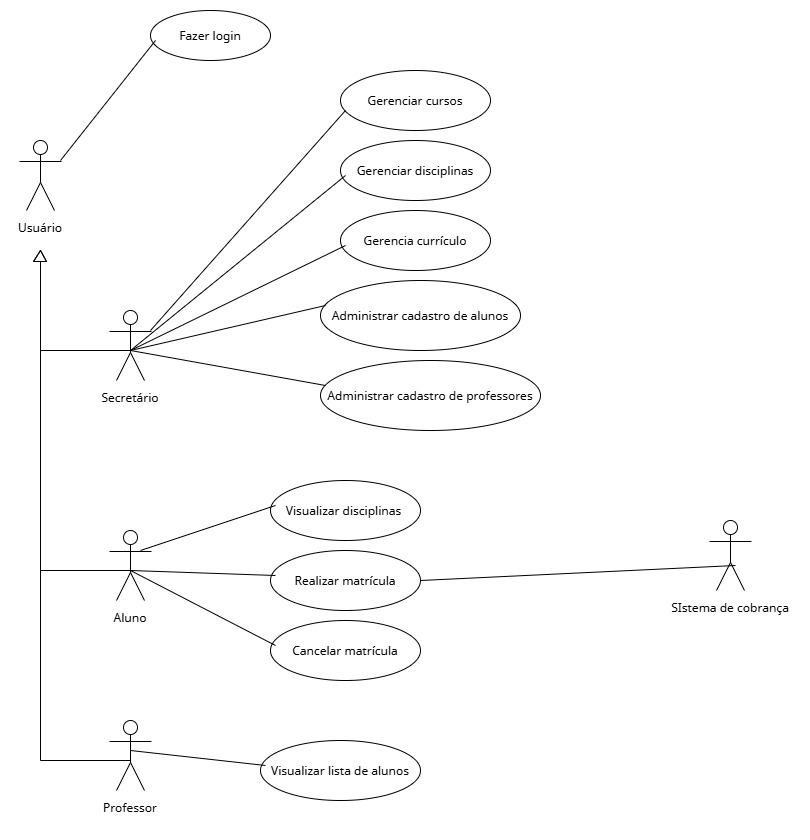 Fazer login
Gerenciar cursos
Gerenciar disciplinas
Usuário
Gerencia currículo
Administrar cadastro de alunos
Secretário
Administrar cadastro de professores
Visualizar disciplinas
Realizar matrícula
SIstema de cobrança
Aluno
Cancelar matrícula
Visualizar lista de alunos
Professor